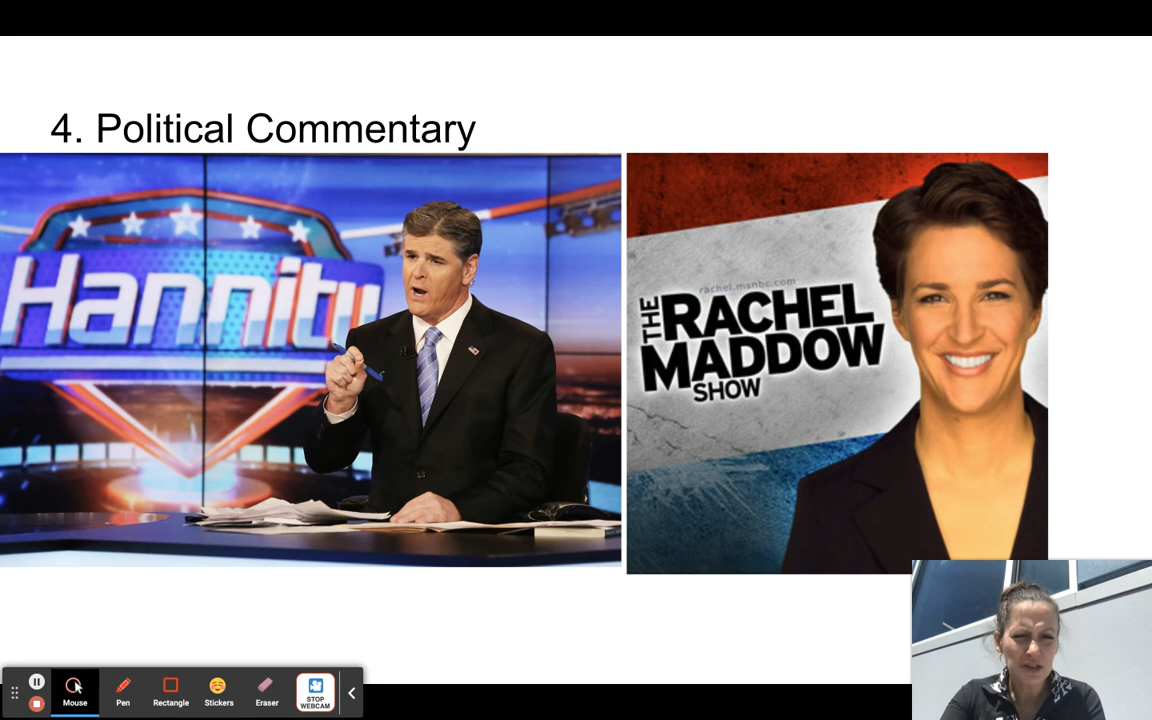 4. Political Commentary
Hannity
rachel.msnbc.com
THE
RACHEL
MADDOW
SHOW
Mouse
Pen
Rectangle
Stickers
Eraser
STOP
WEBCAM